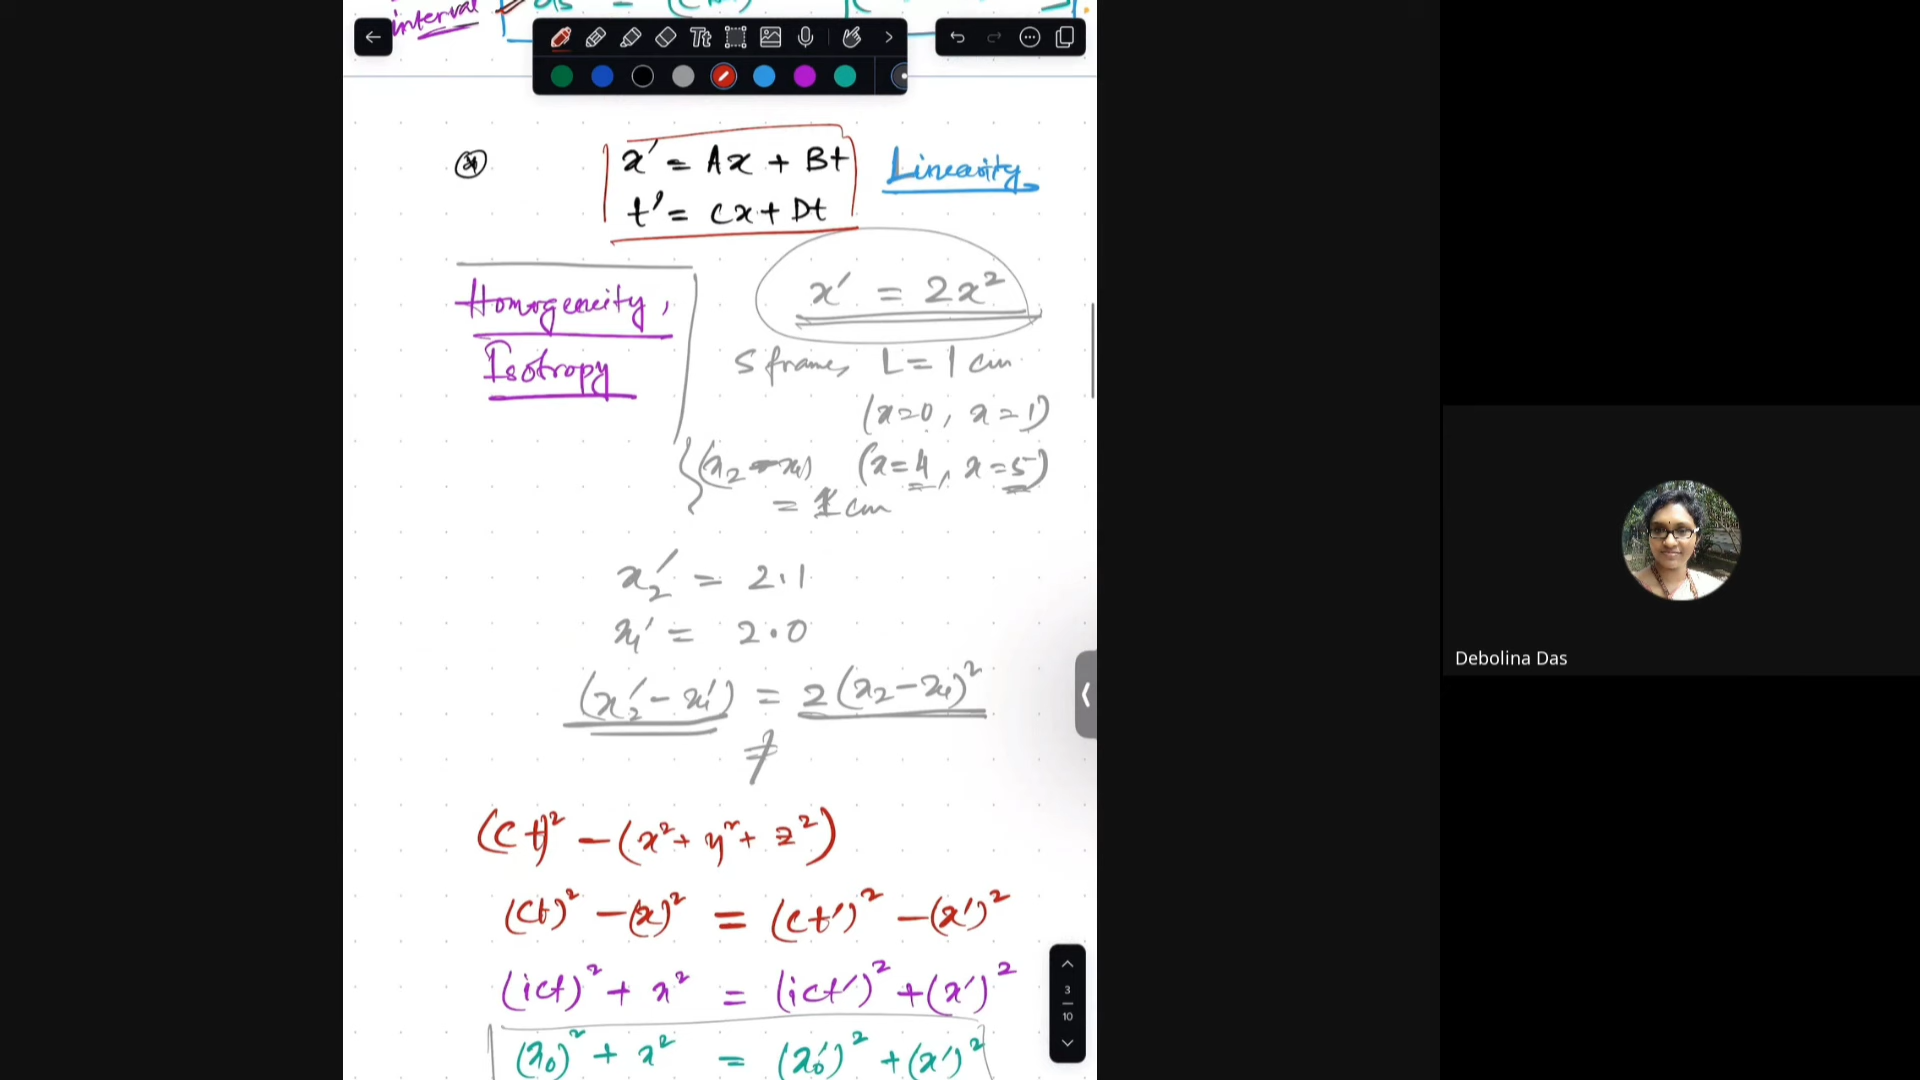 interval
x' = Ax + Bt
Linearity
t' = Cx + Dt
Homogeneity,
Isotropy
x' = 2x²
S frame, L = 1 cm
(x=0, x=1)
(x₂ - x₁) (x=4, x=5)
= 1 cm
x₂' = 2.1
x₁' = 2.0
(x₂' - x₁') = 2(x₂ - x₁)²
≠
(ct)² - (x² + y² + z²)
(ct)² - (x)² = (ct')² - (x')²
(ict)² + x² = (ict')² + (x')²
(x₀)² + x² = (x₀')² + (x')²
Tt
3
10
Debolina Das